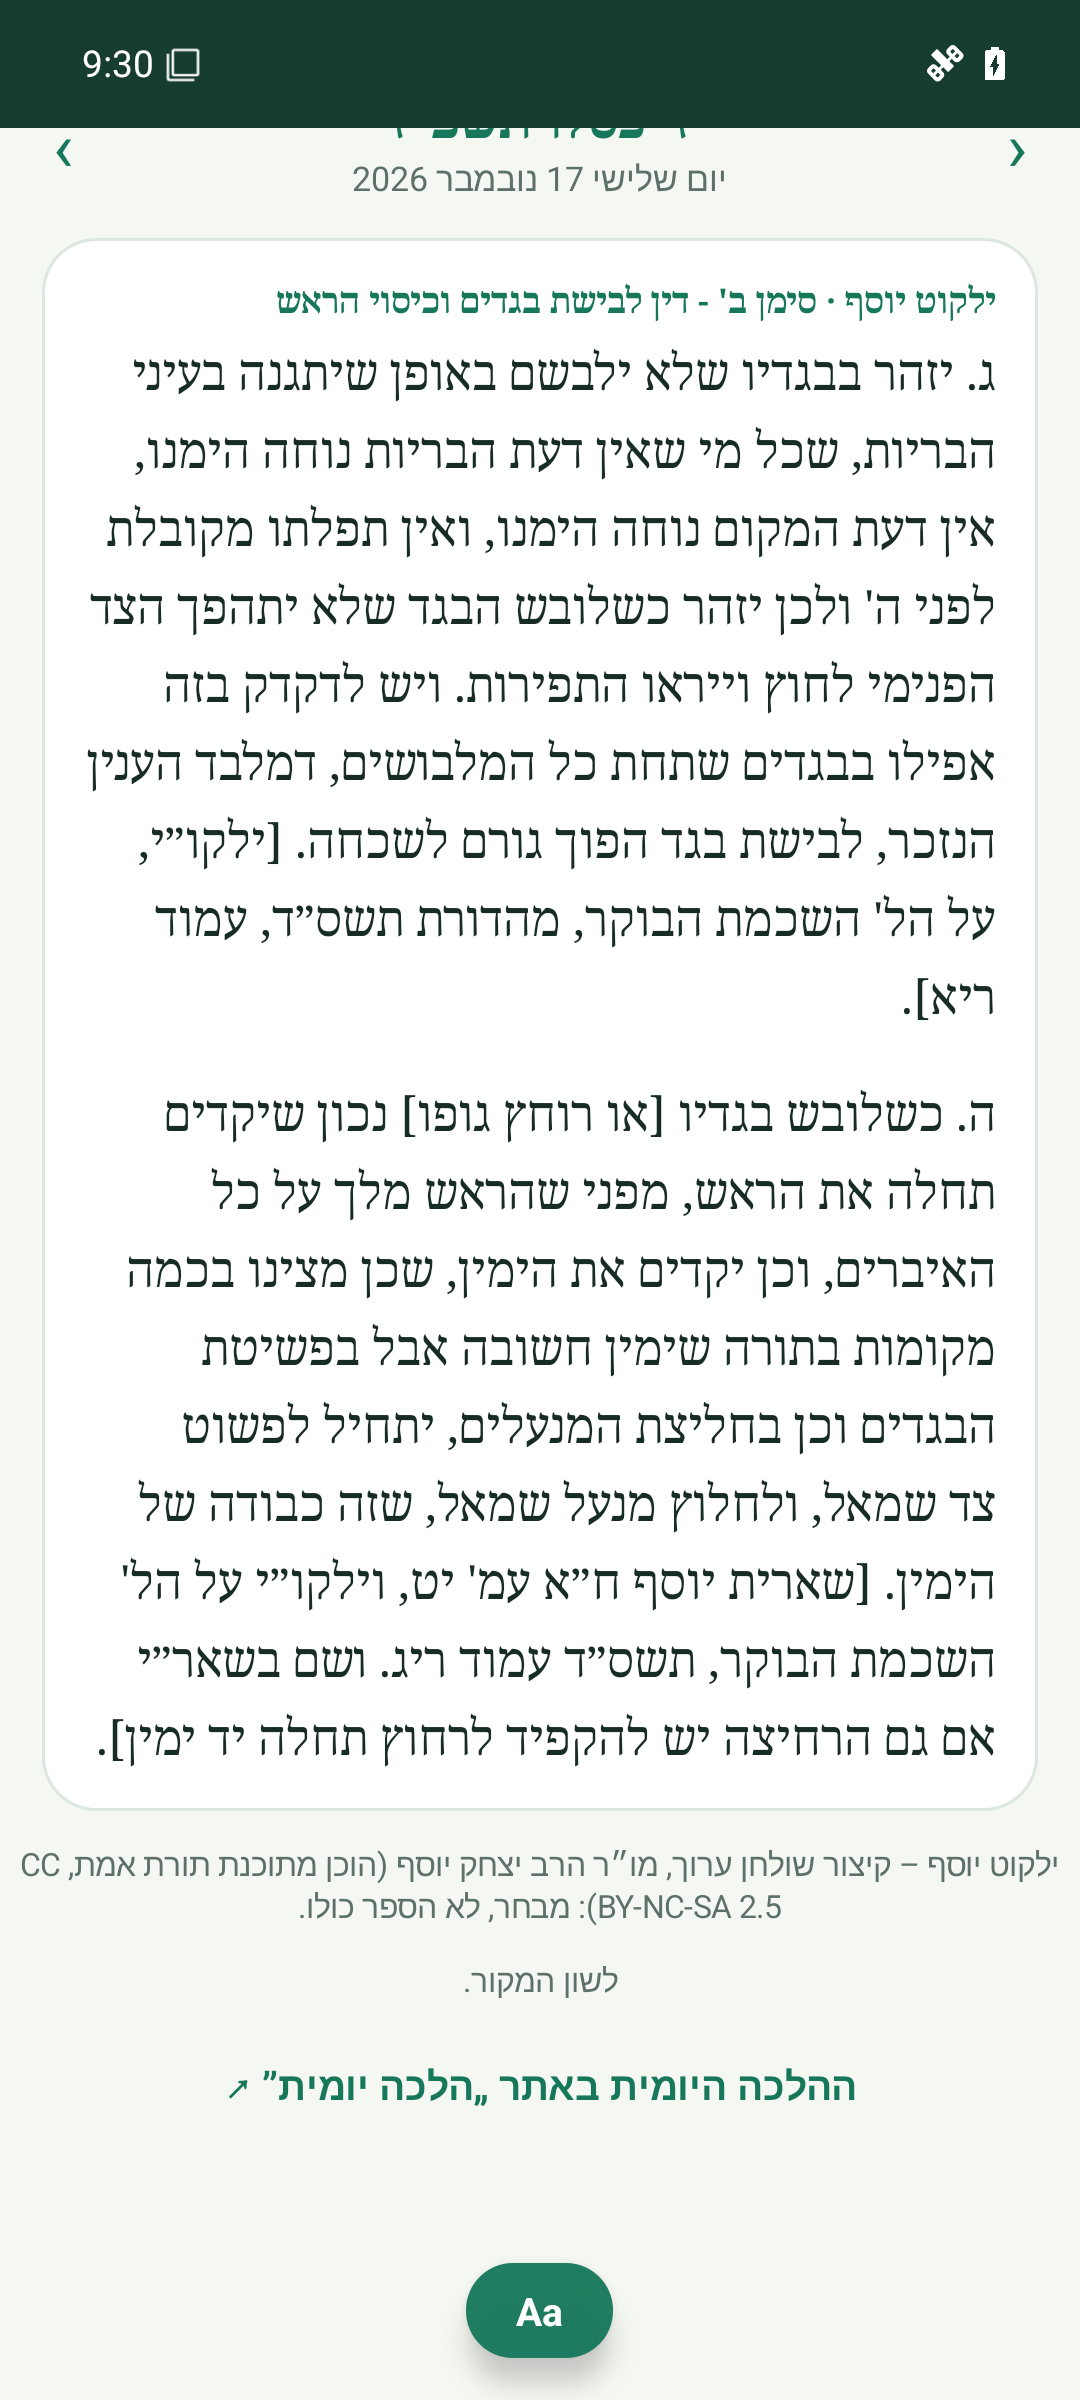 9:30
יום שלישי 17 נובמבר 2026
ילקוט יוסף · סימן ב' - דין לבישת בגדים וכיסוי הראש
ג. יזהר בבגדיו שלא ילבשם באופן שיתגנה בעיני
הבריות, שכל מי שאין דעת הבריות נוחה הימנו,
אין דעת המקום נוחה הימנו, ואין תפלתו מקובלת
לפני ה' ולכן יזהר כשלובש הבגד שלא יתהפך הצד
הפנימי לחוץ וייראו התפירות. ויש לדקדק בזה
אפילו בבגדים שתחת כל המלבושים, דמלבד הענין
הנזכר, לבישת בגד הפוך גורם לשכחה. [ילקו״י,
על הל' השכמת הבוקר, מהדורת תשס״ד, עמוד
ריא].
ה. כשלובש בגדיו [או רוחץ גופו] נכון שיקדים
תחלה את הראש, מפני שהראש מלך על כל
האיברים, וכן יקדים את הימין, שכן מצינו בכמה
מקומות בתורה שימין חשובה אבל בפשיטת
הבגדים וכן בחליצת המנעלים, יתחיל לפשוט
צד שמאל, ולחלוץ מנעל שמאל, שזה כבודה של
הימין. [שארית יוסף ח״א עמ' יט, וילקו״י על הל'
השכמת הבוקר, תשס״ד עמוד ריג. ושם בשאר״י
אם גם הרחיצה יש להקפיד לרחוץ תחלה יד ימין].
ילקוט יוסף – קיצור שולחן ערוך, מו״ר הרב יצחק יוסף (הוכן מתוכנת תורת אמת, CC
BY-NC-SA 2.5): מבחר, לא הספר כולו.
לשון המקור.
ההלכה היומית באתר „הלכה יומית” ↗
Aa